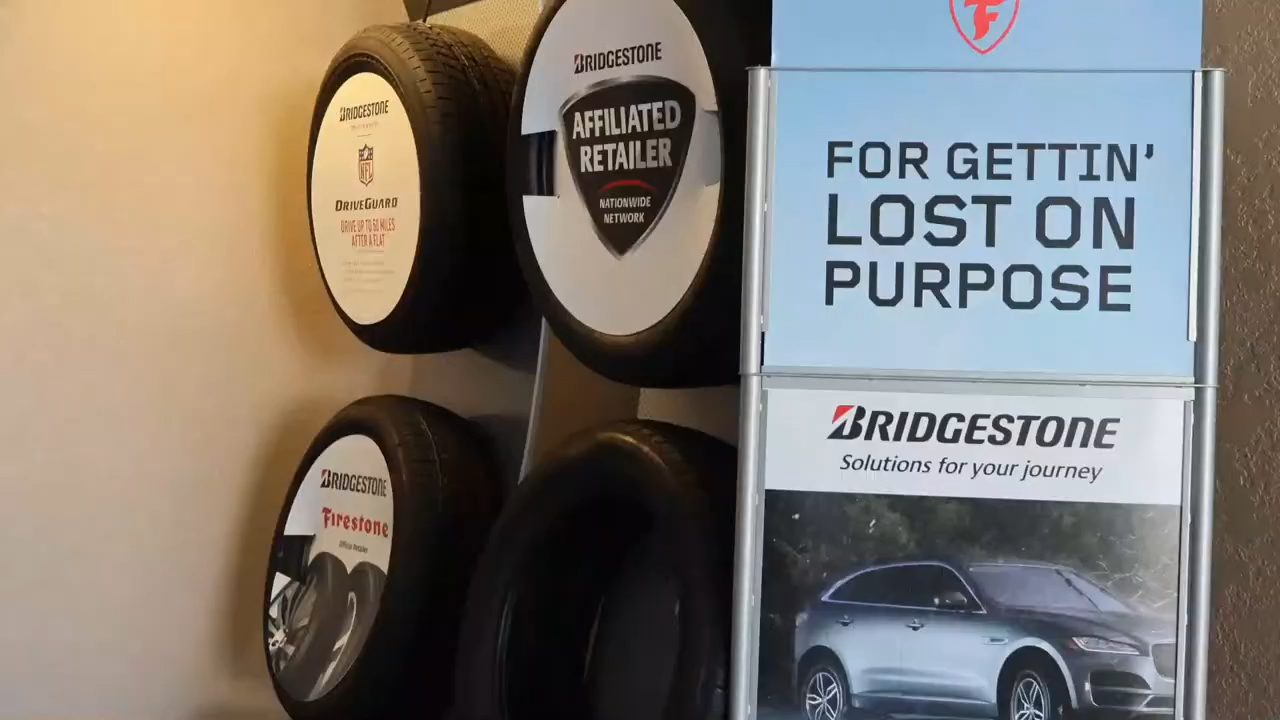 BRIDGESTONE
NFL
DRIVEGUARD
DRIVE UP TO 50 MILES
AFTER A FLAT
BRIDGESTONE
AFFILIATED
RETAILER
NATIONWIDE
NETWORK
BRIDGESTONE
Firestone
Official Retailer
F
FOR GETTIN'
LOST ON
PURPOSE
BRIDGESTONE
Solutions for your journey